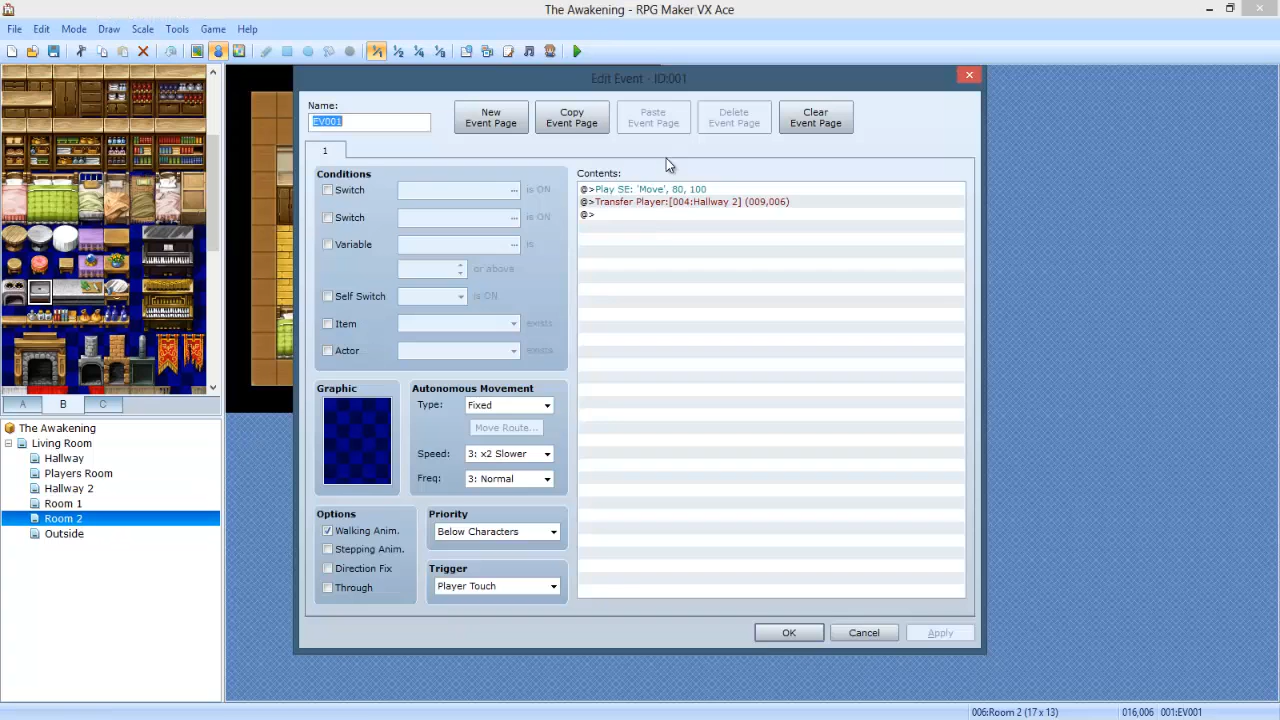 The Awakening - RPG Maker VX Ace
File Edit Mode Draw Scale Tools Game Help
Edit Event - ID:001
Name:
EV001
New Event Page
Copy Event Page
Paste Event Page
Delete Event Page
Clear Event Page
1
Conditions
Switch ... is ON
Switch ... is ON
Variable ... is
or above
Self Switch is ON
Item exists
Actor exists
Graphic
Autonomous Movement
Type: Fixed
Move Route...
Speed: 3: x2 Slower
Freq: 3: Normal
Options
Walking Anim.
Stepping Anim.
Direction Fix
Through
Priority
Below Characters
Trigger
Player Touch
Contents:
@>Play SE: 'Move', 80, 100
@>Transfer Player:[004:Hallway 2] (009,006)
@>
OK Cancel Apply
A B C
The Awakening
Living Room
Hallway
Players Room
Hallway 2
Room 1
Room 2
Outside
006:Room 2 (17 x 13) 016,006 001:EV001